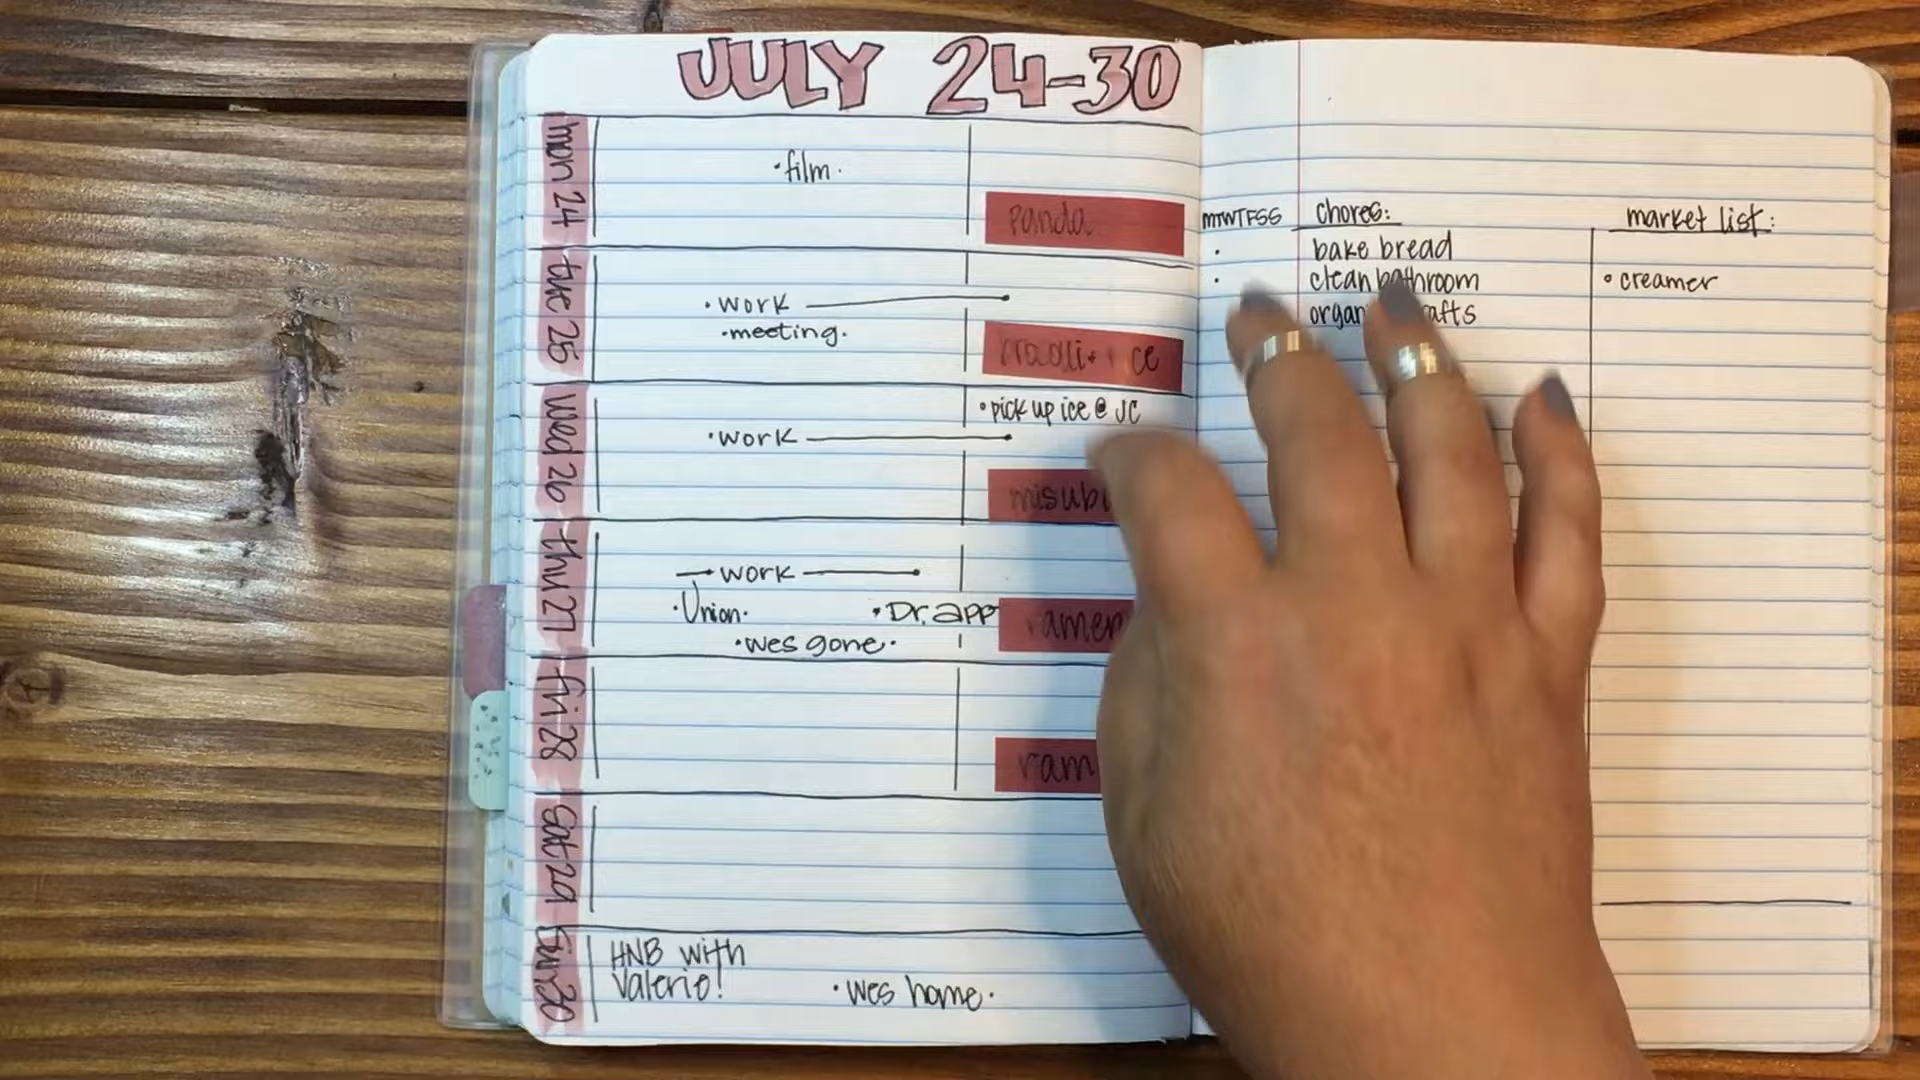 JULY 24-30
mon 24
•film.
panda
tue 25
•work
•meeting.
wed 26
•pick up ice @ JC
•work
thu 27
work
•Union.
•Dr. app
•wes gone.
fri 28
sat 29
Sun 30
HNB with
Valerie!
•wes home.
MTWTFSS
chores:
bake bread
clean bathroom
market list:
•creamer